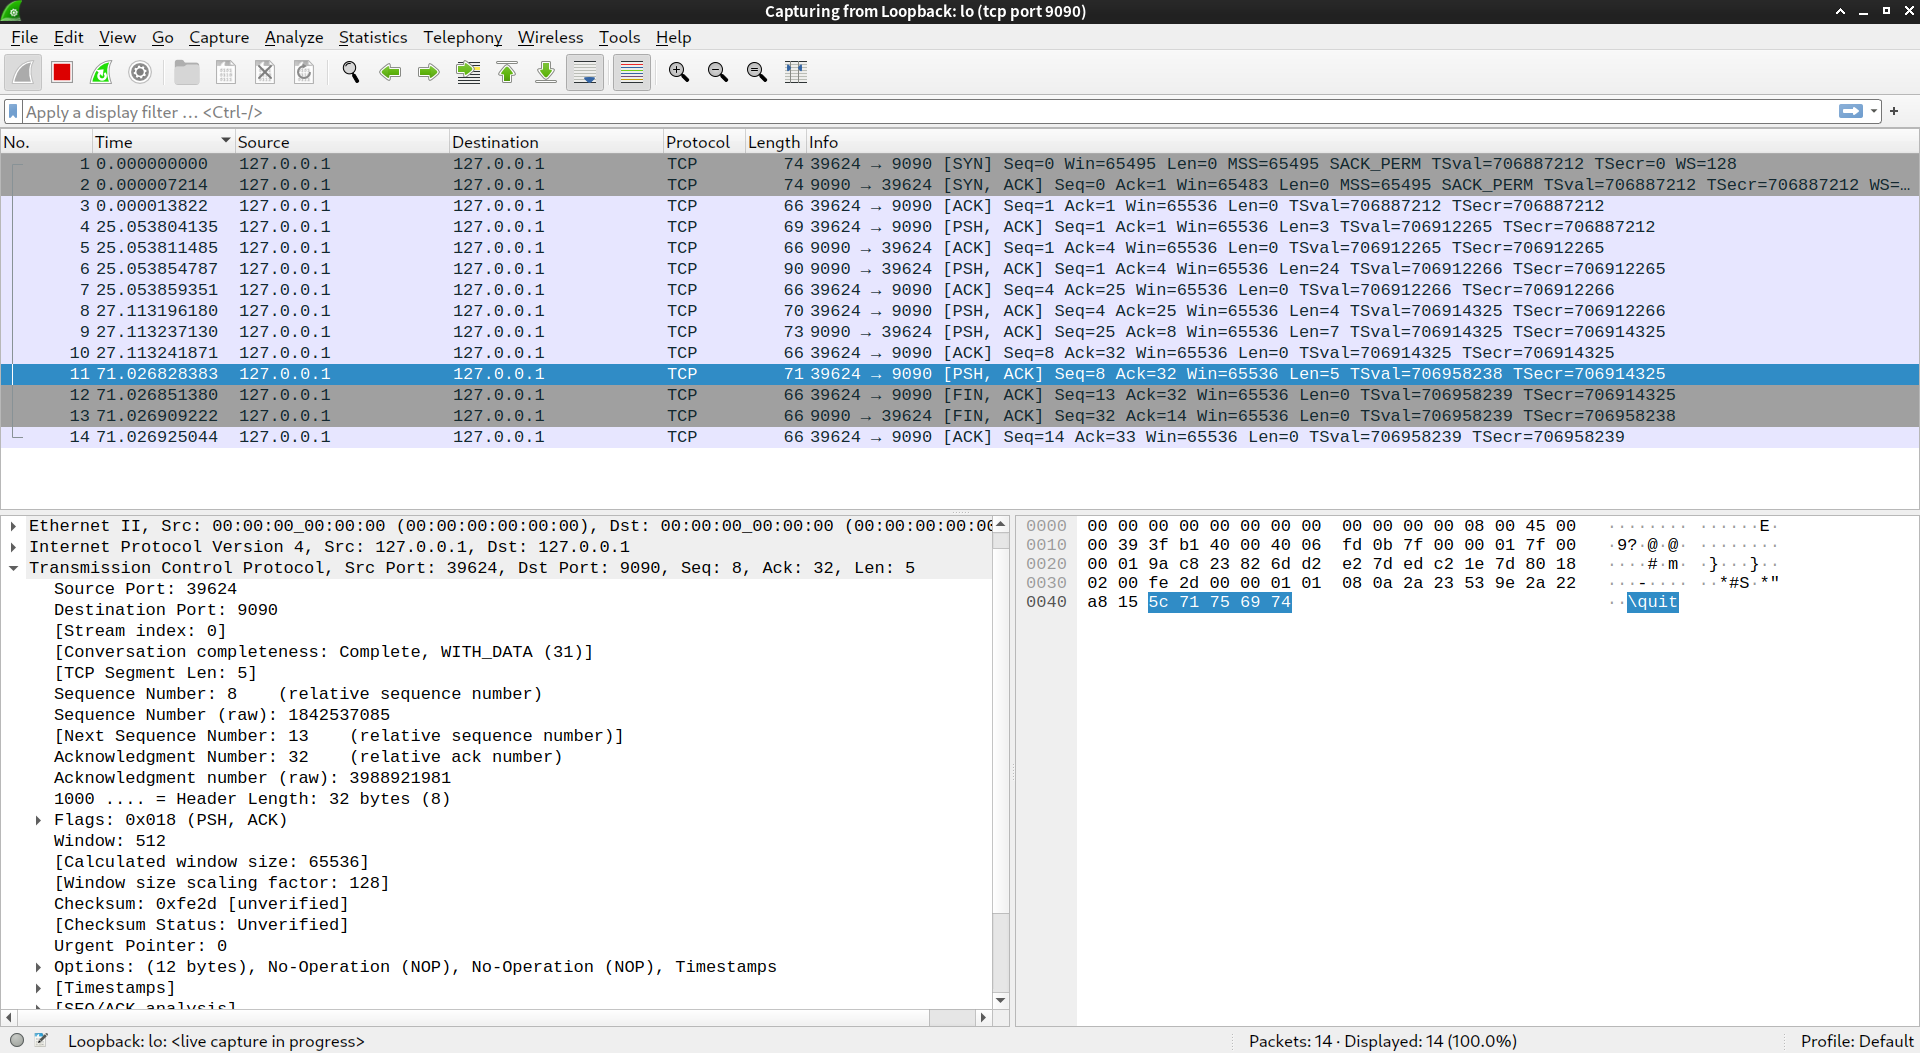 Capturing from Loopback: lo (tcp port 9090)
File Edit View Go Capture Analyze Statistics Telephony Wireless Tools Help
Apply a display filter … <Ctrl-/>
No. Time Source Destination Protocol Length Info
1 0.000000000 127.0.0.1 127.0.0.1 TCP 74 39624 → 9090 [SYN] Seq=0 Win=65495 Len=0 MSS=65495 SACK_PERM TSval=706887212 TSecr=0 WS=128
2 0.000007214 127.0.0.1 127.0.0.1 TCP 74 9090 → 39624 [SYN, ACK] Seq=0 Ack=1 Win=65483 Len=0 MSS=65495 SACK_PERM TSval=706887212 TSecr=706887212 WS=…
3 0.000013822 127.0.0.1 127.0.0.1 TCP 66 39624 → 9090 [ACK] Seq=1 Ack=1 Win=65536 Len=0 TSval=706887212 TSecr=706887212
4 25.053804135 127.0.0.1 127.0.0.1 TCP 69 39624 → 9090 [PSH, ACK] Seq=1 Ack=1 Win=65536 Len=3 TSval=706912265 TSecr=706887212
5 25.053811485 127.0.0.1 127.0.0.1 TCP 66 9090 → 39624 [ACK] Seq=1 Ack=4 Win=65536 Len=0 TSval=706912265 TSecr=706912265
6 25.053854787 127.0.0.1 127.0.0.1 TCP 90 9090 → 39624 [PSH, ACK] Seq=1 Ack=4 Win=65536 Len=24 TSval=706912266 TSecr=706912265
7 25.053859351 127.0.0.1 127.0.0.1 TCP 66 39624 → 9090 [ACK] Seq=4 Ack=25 Win=65536 Len=0 TSval=706912266 TSecr=706912266
8 27.113196180 127.0.0.1 127.0.0.1 TCP 70 39624 → 9090 [PSH, ACK] Seq=4 Ack=25 Win=65536 Len=4 TSval=706914325 TSecr=706912266
9 27.113237130 127.0.0.1 127.0.0.1 TCP 73 9090 → 39624 [PSH, ACK] Seq=25 Ack=8 Win=65536 Len=7 TSval=706914325 TSecr=706914325
10 27.113241871 127.0.0.1 127.0.0.1 TCP 66 39624 → 9090 [ACK] Seq=8 Ack=32 Win=65536 Len=0 TSval=706914325 TSecr=706914325
11 71.026828383 127.0.0.1 127.0.0.1 TCP 71 39624 → 9090 [PSH, ACK] Seq=8 Ack=32 Win=65536 Len=5 TSval=706958238 TSecr=706914325
12 71.026851380 127.0.0.1 127.0.0.1 TCP 66 39624 → 9090 [FIN, ACK] Seq=13 Ack=32 Win=65536 Len=0 TSval=706958239 TSecr=706914325
13 71.026909222 127.0.0.1 127.0.0.1 TCP 66 9090 → 39624 [FIN, ACK] Seq=32 Ack=14 Win=65536 Len=0 TSval=706958239 TSecr=706958238
14 71.026925044 127.0.0.1 127.0.0.1 TCP 66 39624 → 9090 [ACK] Seq=14 Ack=33 Win=65536 Len=0 TSval=706958239 TSecr=706958239
Ethernet II, Src: 00:00:00_00:00:00 (00:00:00:00:00:00), Dst: 00:00:00_00:00:00 (00:00:00:00:00:00
Internet Protocol Version 4, Src: 127.0.0.1, Dst: 127.0.0.1
Transmission Control Protocol, Src Port: 39624, Dst Port: 9090, Seq: 8, Ack: 32, Len: 5
Source Port: 39624
Destination Port: 9090
[Stream index: 0]
[Conversation completeness: Complete, WITH_DATA (31)]
[TCP Segment Len: 5]
Sequence Number: 8 (relative sequence number)
Sequence Number (raw): 1842537085
[Next Sequence Number: 13 (relative sequence number)]
Acknowledgment Number: 32 (relative ack number)
Acknowledgment number (raw): 3988921981
1000 .... = Header Length: 32 bytes (8)
Flags: 0x018 (PSH, ACK)
Window: 512
[Calculated window size: 65536]
[Window size scaling factor: 128]
Checksum: 0xfe2d [unverified]
[Checksum Status: Unverified]
Urgent Pointer: 0
Options: (12 bytes), No-Operation (NOP), No-Operation (NOP), Timestamps
[Timestamps]
[SEQ/ACK analysis]
0000 00 00 00 00 00 00 00 00 00 00 00 00 08 00 45 00 ········ ······E·
0010 00 39 3f b1 40 00 40 06 fd 0b 7f 00 00 01 7f 00 ·9?·@·@· ········
0020 00 01 9a c8 23 82 6d d2 e2 7d ed c2 1e 7d 80 18 ····#·m· ·}···}··
0030 02 00 fe 2d 00 00 01 01 08 0a 2a 23 53 9e 2a 22 ···-···· ··*#S·*"
0040 a8 15 5c 71 75 69 74 ··\quit
Loopback: lo: <live capture in progress> Packets: 14 · Displayed: 14 (100.0%) Profile: Default